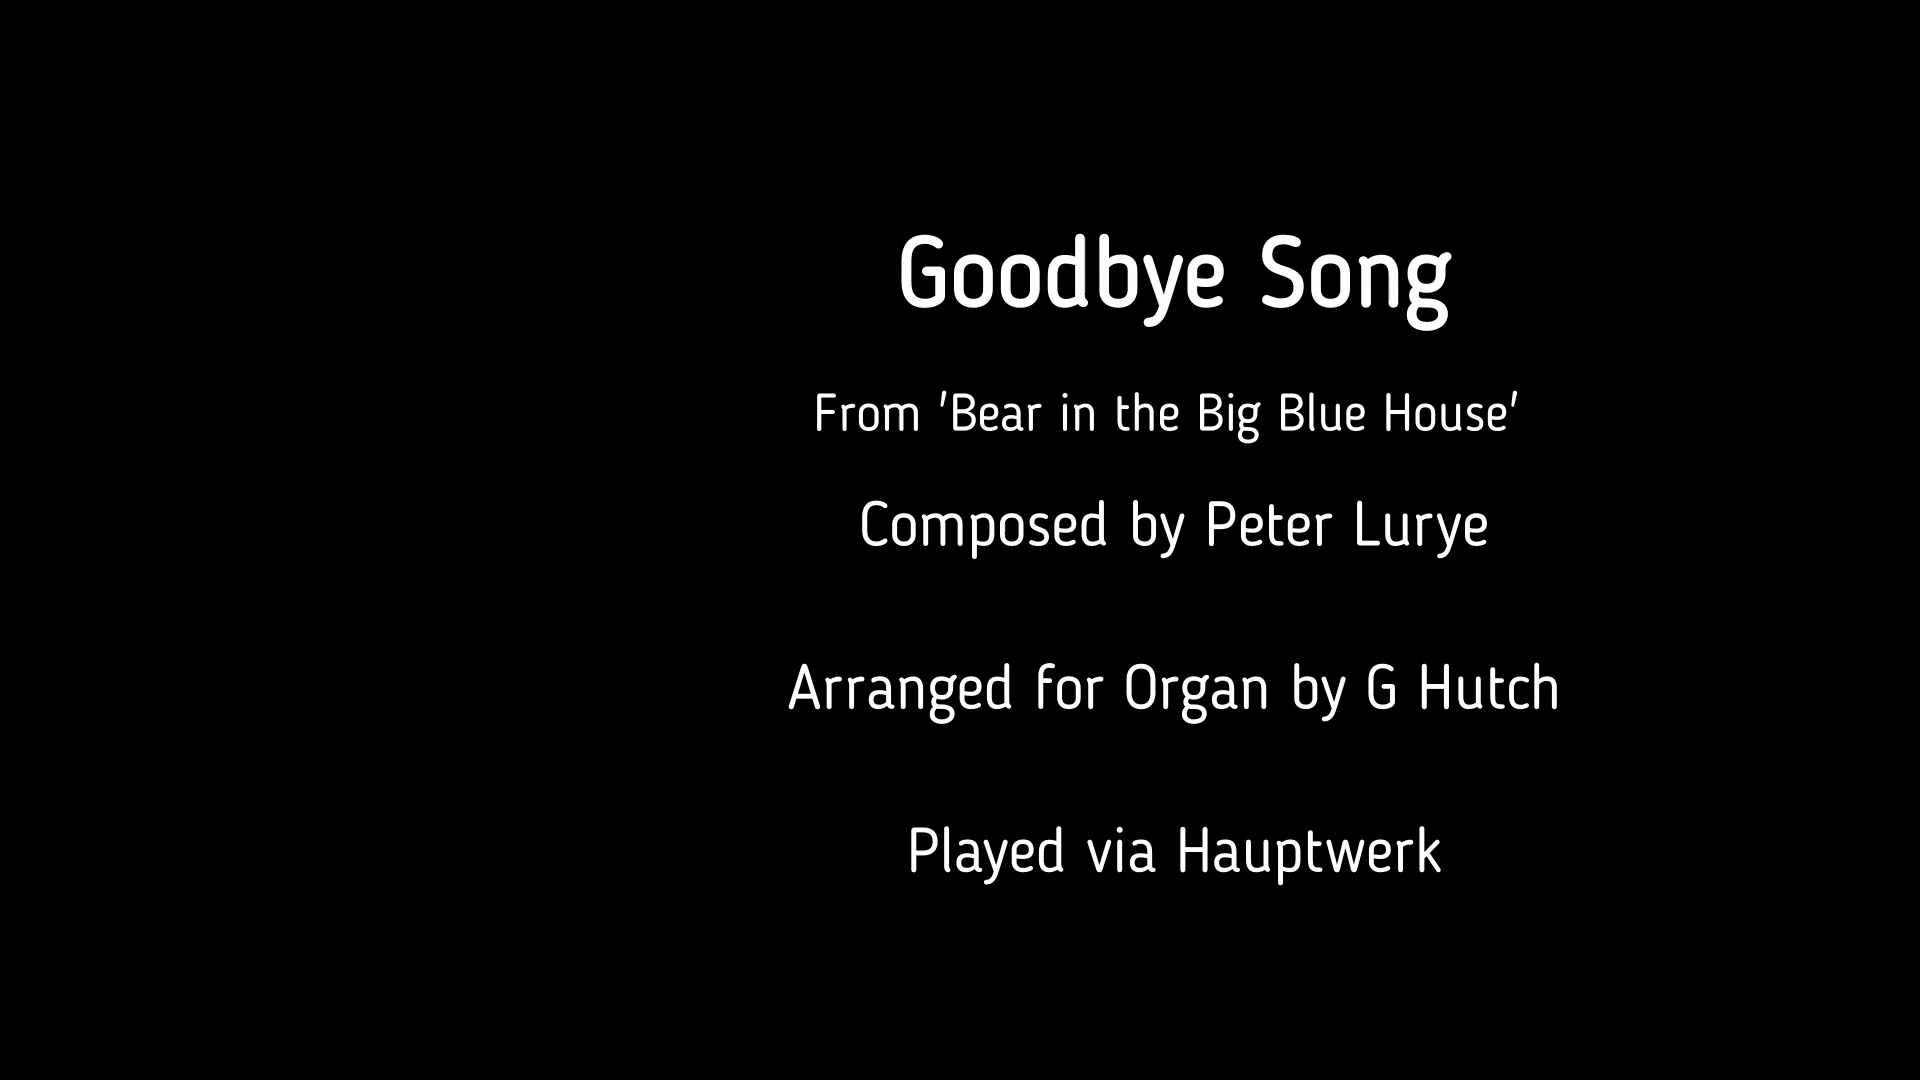 Goodbye Song
From 'Bear in the Big Blue House'
Composed by Peter Lurye
Arranged for Organ by G Hutch
Played via Hauptwerk